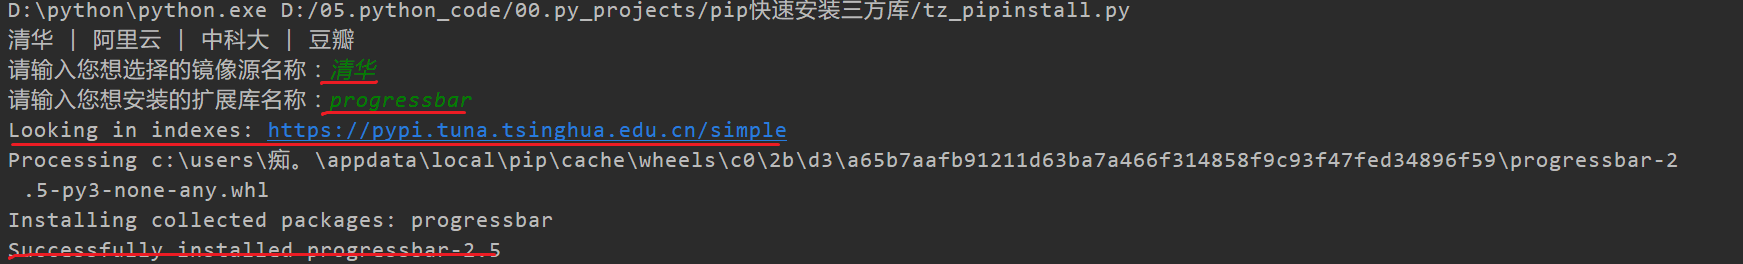 D:\python\python.exe D:/05.python_code/00.py_projects/pip快速安装三方库/tz_pipinstall.py
清华 | 阿里云 | 中科大 | 豆瓣
请输入您想选择的镜像源名称：清华
请输入您想安装的扩展库名称：progressbar
Looking in indexes: https://pypi.tuna.tsinghua.edu.cn/simple
Processing c:\users\痴。\appdata\local\pip\cache\wheels\c0\2b\d3\a65b7aafb91211d63ba7a466f314858f9c93f47fed34896f59\progressbar-2
.5-py3-none-any.whl
Installing collected packages: progressbar
Successfully installed progressbar-2.5